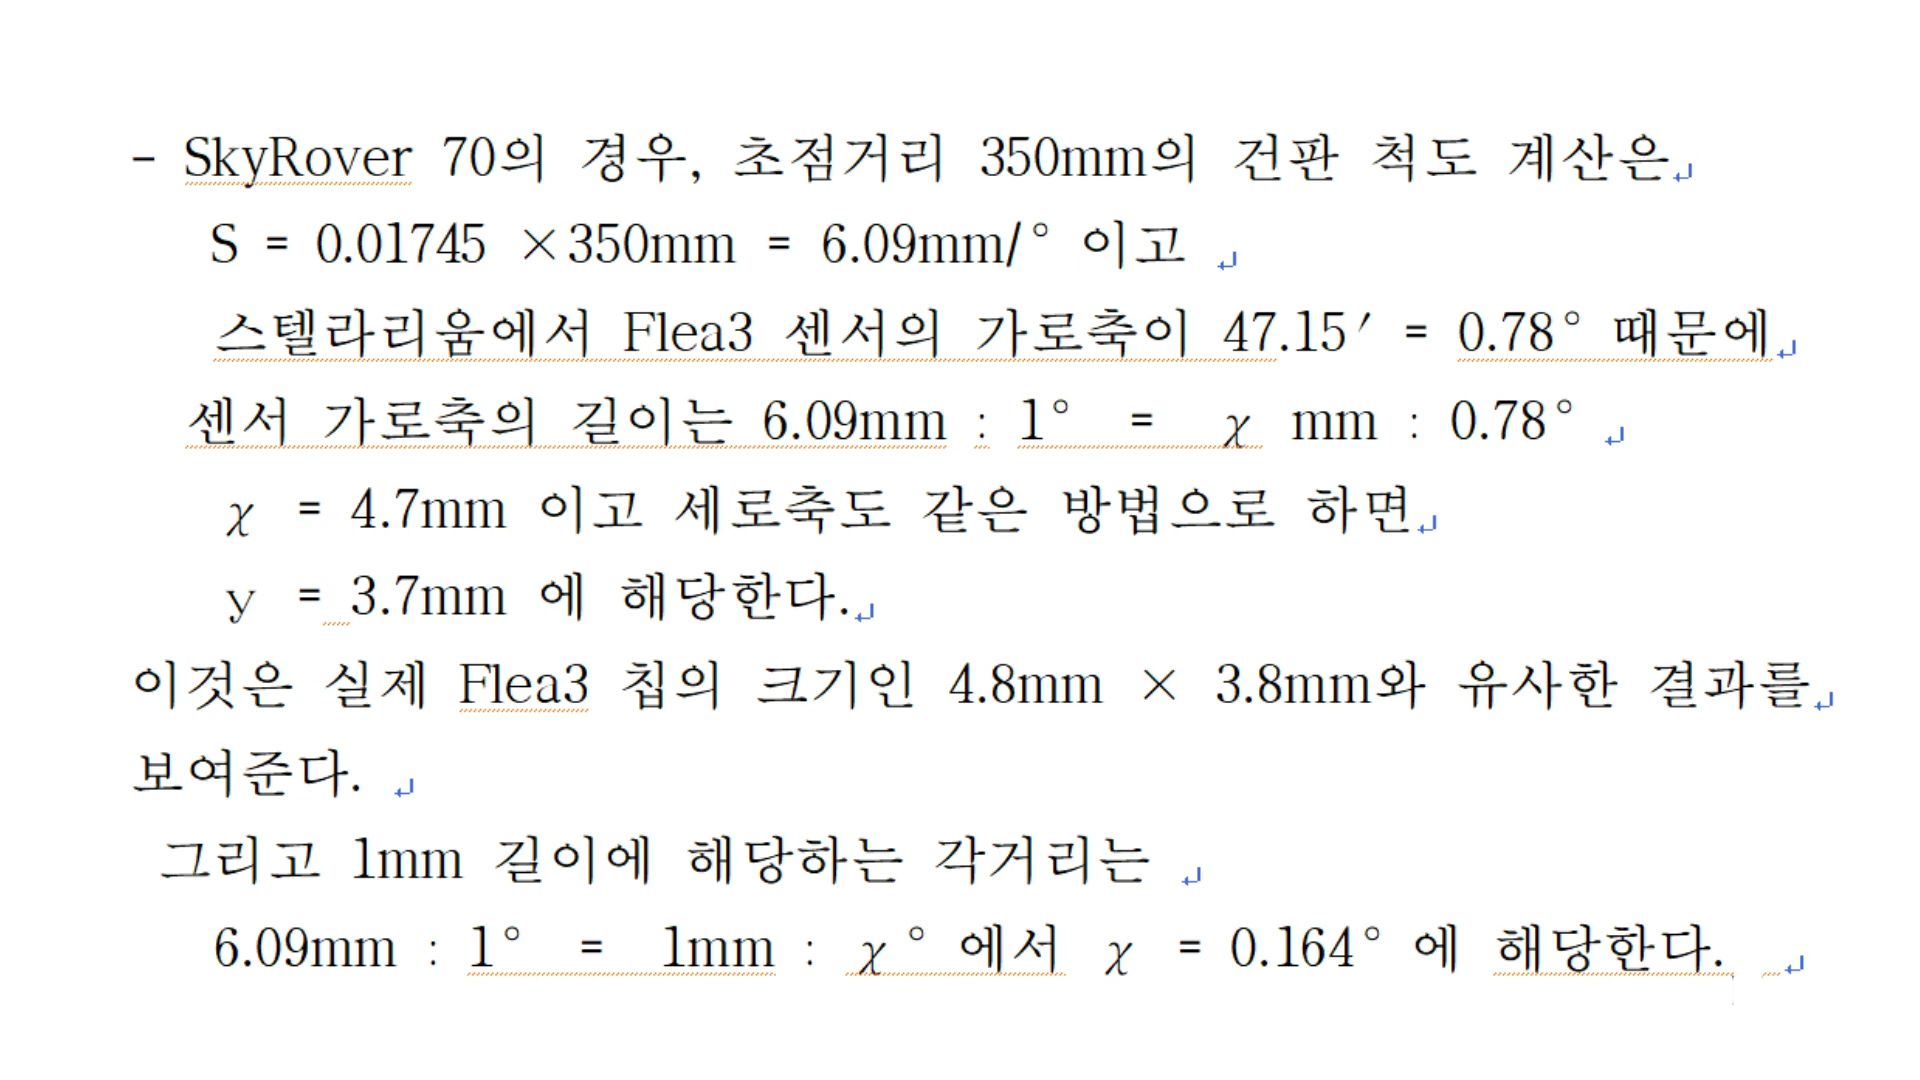 - SkyRover 70의 경우, 초점거리 350mm의 건판 척도 계산은
S = 0.01745 ×350mm = 6.09mm/° 이고
스텔라리움에서 Flea3 센서의 가로축이 47.15′ = 0.78° 때문에
센서 가로축의 길이는 6.09mm : 1° = χ mm : 0.78°
χ = 4.7mm 이고 세로축도 같은 방법으로 하면
y = 3.7mm 에 해당한다.
이것은 실제 Flea3 칩의 크기인 4.8mm × 3.8mm와 유사한 결과를
보여준다.
그리고 1mm 길이에 해당하는 각거리는
6.09mm : 1° = 1mm : χ° 에서 χ = 0.164° 에 해당한다.